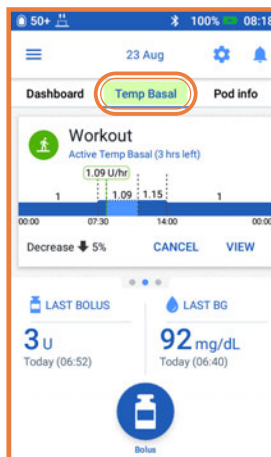 50+ 100% 08:18
23 Aug
Dashboard Temp Basal Pod info
Workout
Active Temp Basal (3 hrs left)
1.09 U/hr
1 1.09 1.15 1
00:00 07:30 14:00 00:00
Decrease 5% CANCEL VIEW
LAST BOLUS LAST BG
3 U 92 mg/dL
Today (06:52) Today (06:40)
Bolus